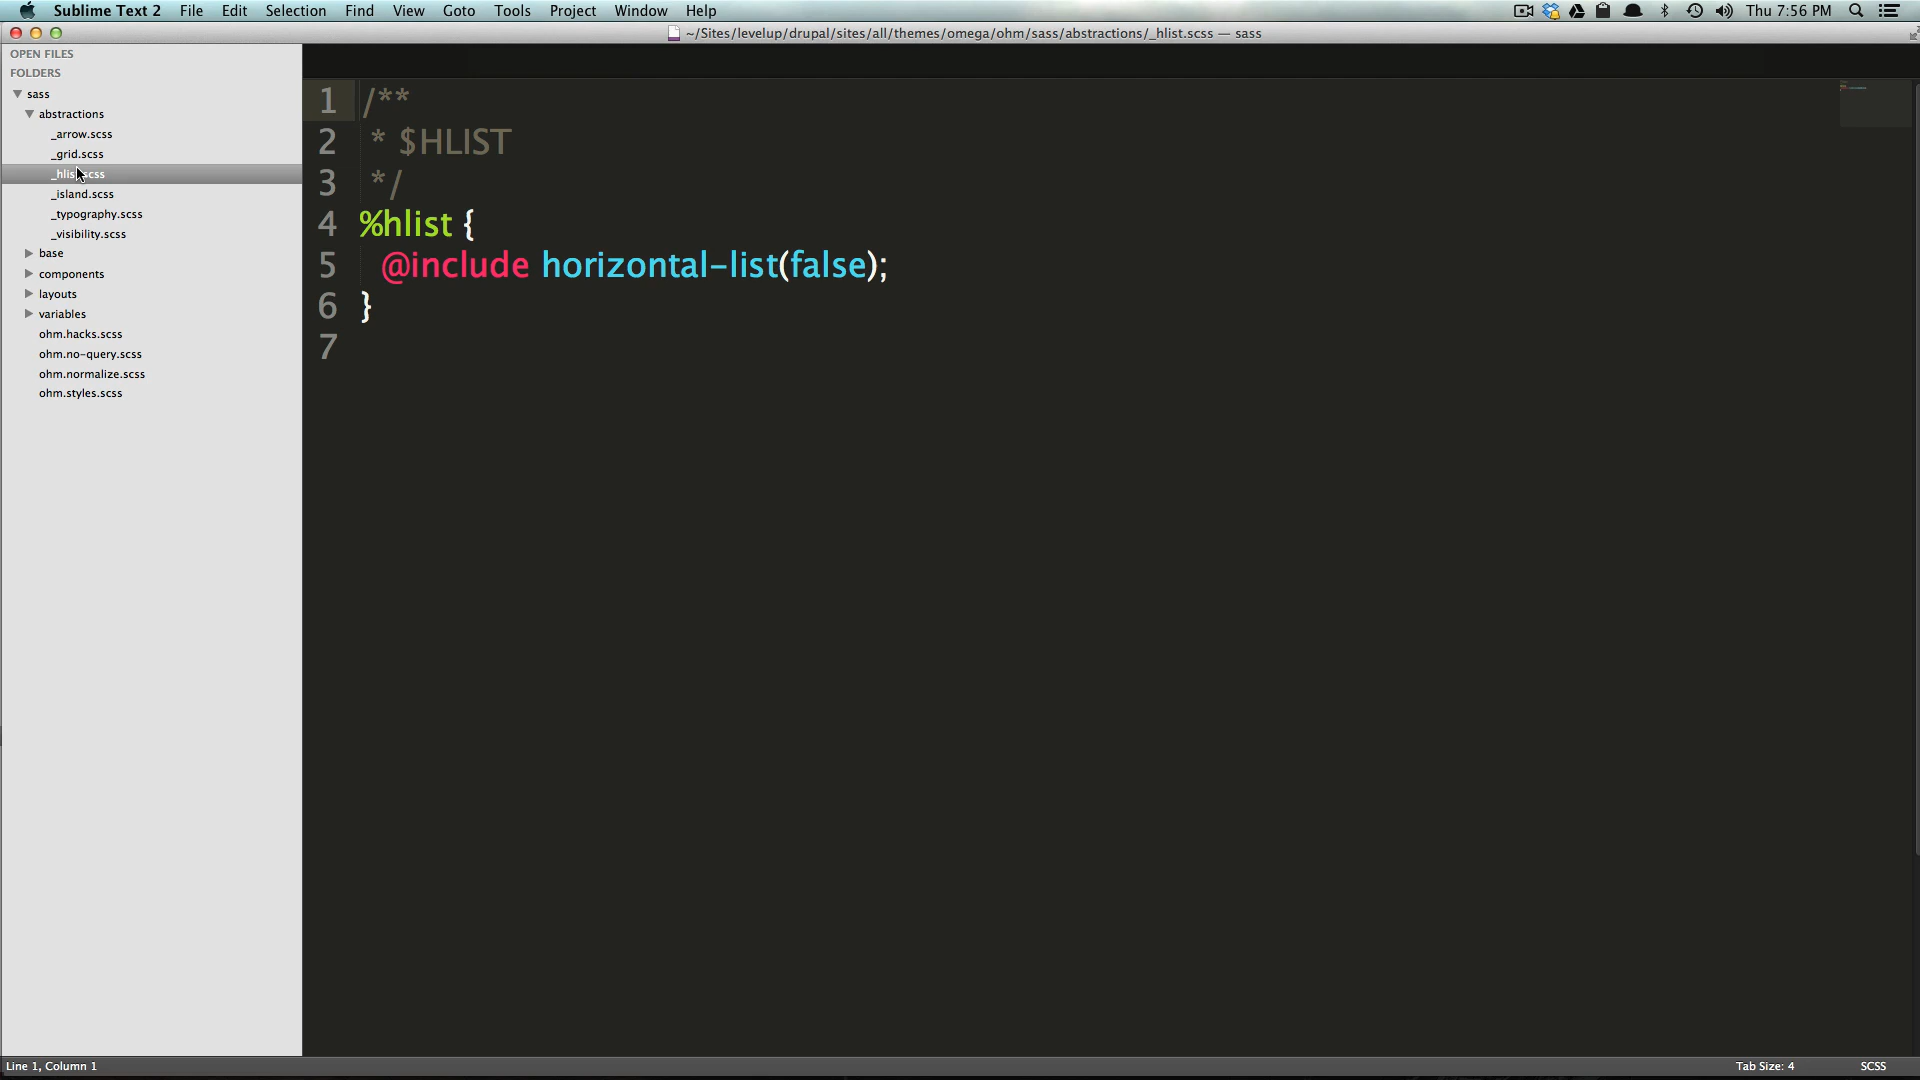 Sublime Text 2 File Edit Selection Find View Goto Tools Project Window Help Thu 7:56 PM
~/Sites/levelup/drupal/sites/all/themes/omega/ohm/sass/abstractions/_hlist.scss — sass
OPEN FILES
FOLDERS
sass
abstractions
_arrow.scss
_grid.scss
_hlist.scss
_island.scss
_typography.scss
_visibility.scss
base
components
layouts
variables
ohm.hacks.scss
ohm.no-query.scss
ohm.normalize.scss
ohm.styles.scss
1 /**
2 * $HLIST
3 */
4 %hlist {
5 @include horizontal-list(false);
6 }
7
Line 1, Column 1 Tab Size: 4 SCSS